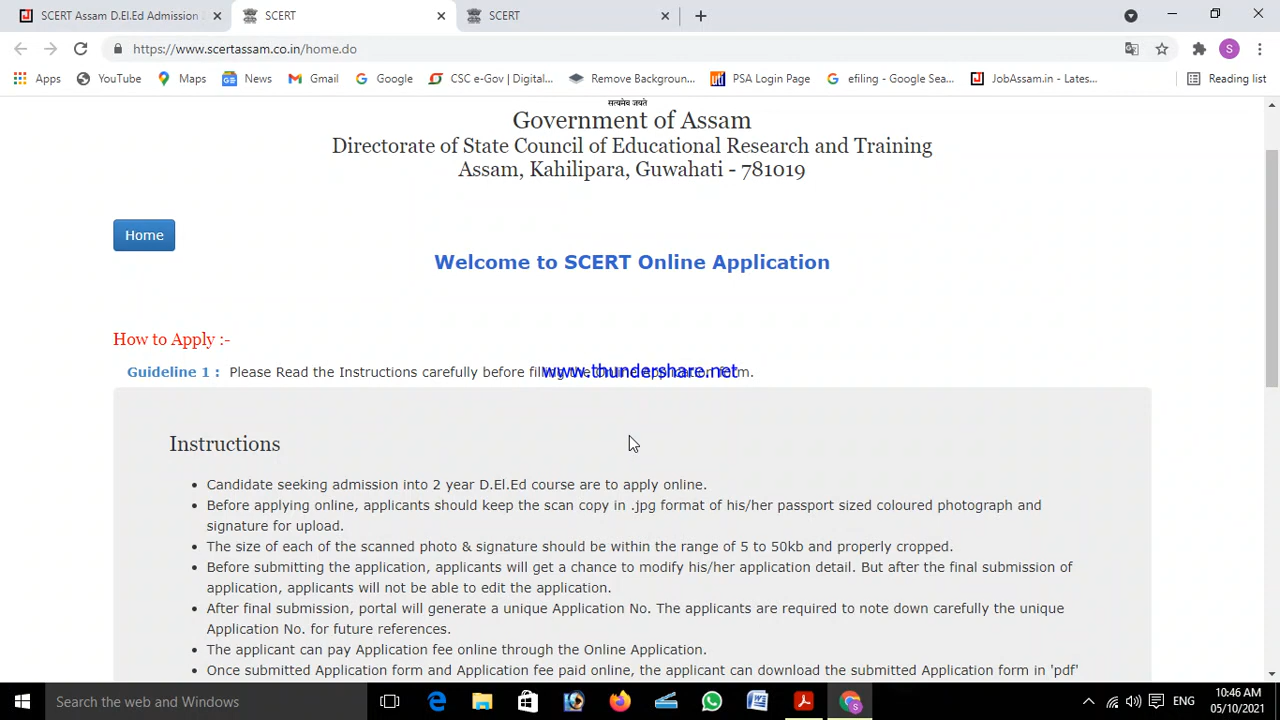 SCERT Assam D.El.Ed Admission
SCERT
SCERT
https://www.scertassam.co.in/home.do
S
Apps
YouTube
Maps
News
Gmail
Google
CSC e-Gov | Digital...
Remove Backgroun...
PSA Login Page
efiling - Google Sea...
JobAssam.in - Lates...
Reading list
सत्यमेव जयते
Government of Assam
Directorate of State Council of Educational Research and Training
Assam, Kahilipara, Guwahati - 781019
Home
Welcome to SCERT Online Application
How to Apply :-
Guideline 1 : Please Read the Instructions carefully before filling the Online Application form.
www.thundershare.net
Instructions
Candidate seeking admission into 2 year D.El.Ed course are to apply online.
Before applying online, applicants should keep the scan copy in .jpg format of his/her passport sized coloured photograph and
signature for upload.
The size of each of the scanned photo & signature should be within the range of 5 to 50kb and properly cropped.
Before submitting the application, applicants will get a chance to modify his/her application detail. But after the final submission of
application, applicants will not be able to edit the application.
After final submission, portal will generate a unique Application No. The applicants are required to note down carefully the unique
Application No. for future references.
The applicant can pay Application fee online through the Online Application.
Once submitted Application form and Application fee paid online, the applicant can download the submitted Application form in 'pdf'
Search the web and Windows
ENG
10:46 AM
05/10/2021